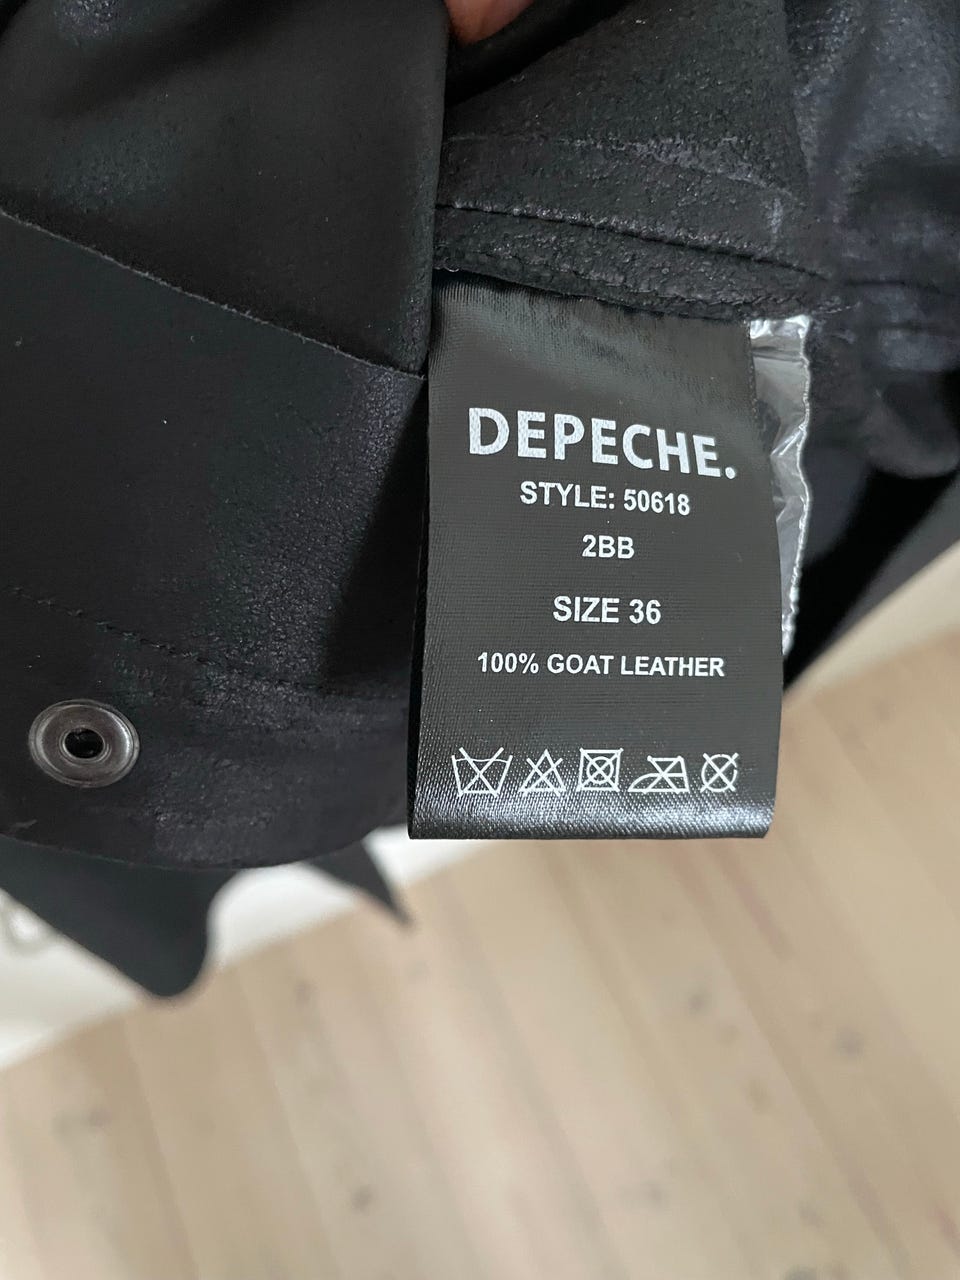 DEPECHE.
STYLE: 50618
2BB
SIZE 36
100% GOAT LEATHER